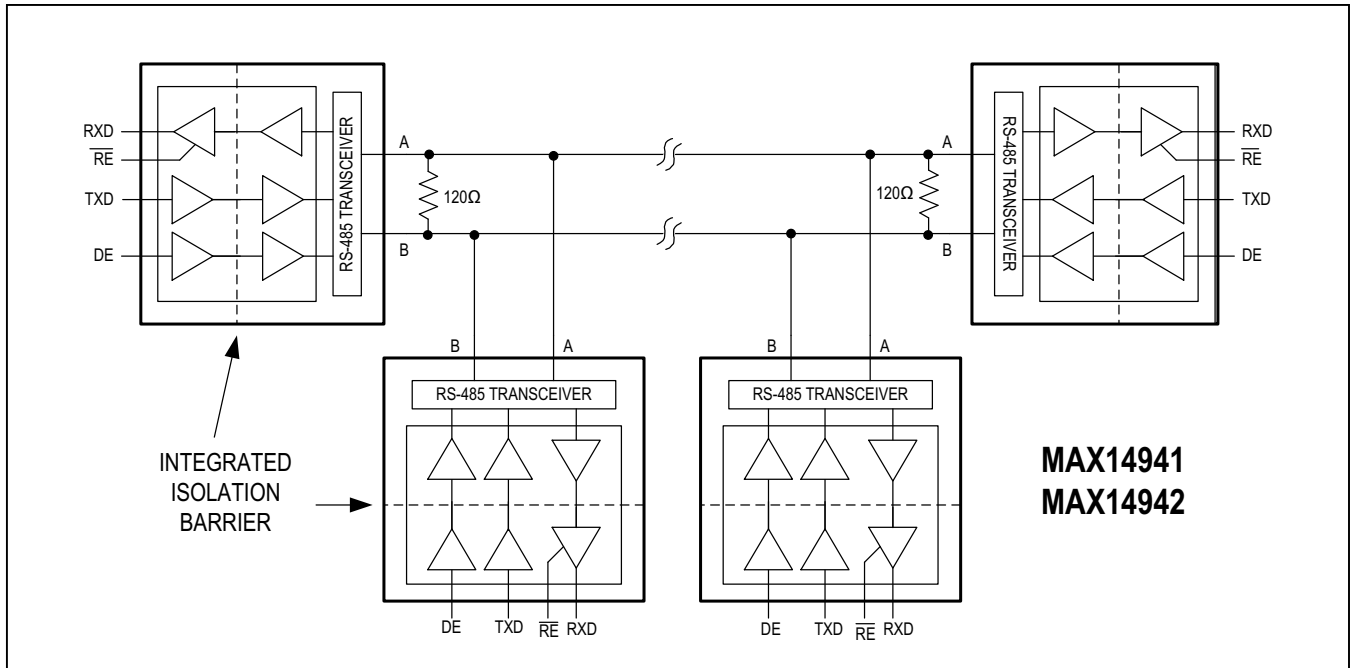 RXD
RE
TXD
DE
RS-485 TRANSCEIVER
A
B
120Ω
120Ω
A
B
RS-485 TRANSCEIVER
RXD
RE
TXD
DE
INTEGRATED
ISOLATION
BARRIER
B
A
RS-485 TRANSCEIVER
DE
TXD
RE
RXD
B
A
RS-485 TRANSCEIVER
DE
TXD
RE
RXD
MAX14941
MAX14942